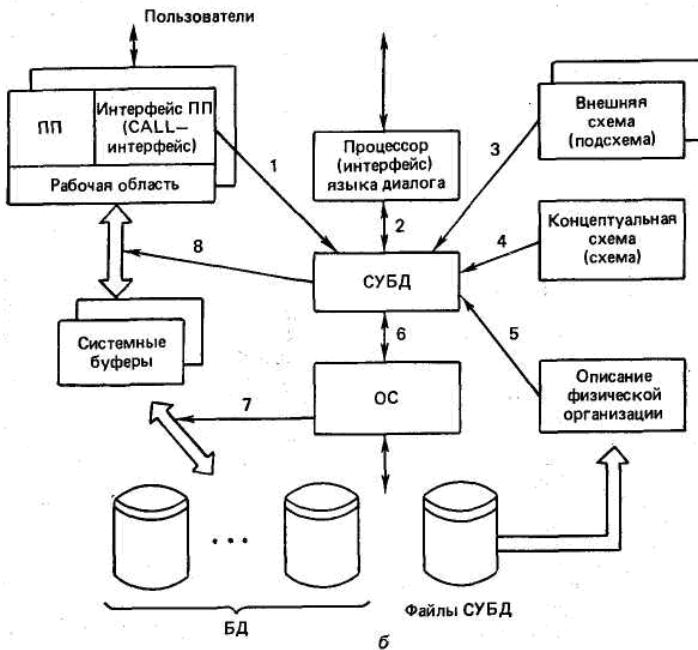 Пользователи
ПП
Интерфейс ПП
(CALL—
интерфейс)
Рабочая область
1
Процессор
(интерфейс)
языка диалога
2
3
Внешняя
схема
(подсхема)
4
Концептуальная
схема
(схема)
8
СУБД
Системные
буферы
6
5
7
ОС
Описание
физической
организации
...
БД
Файлы СУБД
б